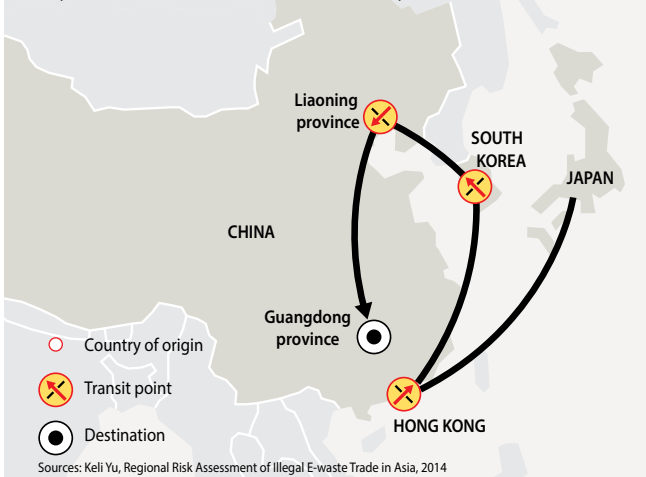 Liaoning
province
SOUTH
KOREA
JAPAN
CHINA
Guangdong
province
Country of origin
Transit point
Destination
HONG KONG
Sources: Keli Yu, Regional Risk Assessment of Illegal E-waste Trade in Asia, 2014